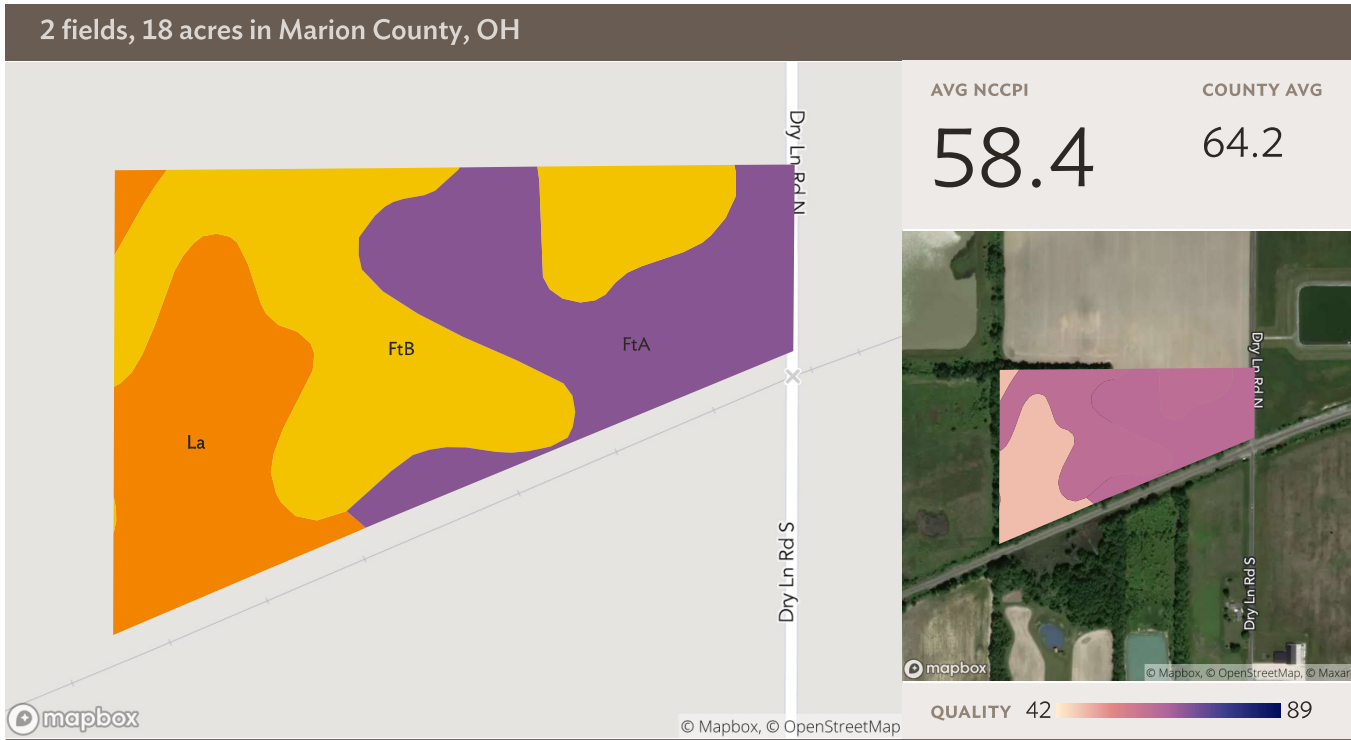 2 fields, 18 acres in Marion County, OH
Dry Ln Rd N
FtB
FtA
La
Dry Ln Rd S
mapbox
© Mapbox, © OpenStreetMap
AVG NCCPI
COUNTY AVG
58.4
64.2
Dry Ln Rd N
Dry Ln Rd S
mapbox
© Mapbox, © OpenStreetMap, © Maxar
QUALITY 42 89